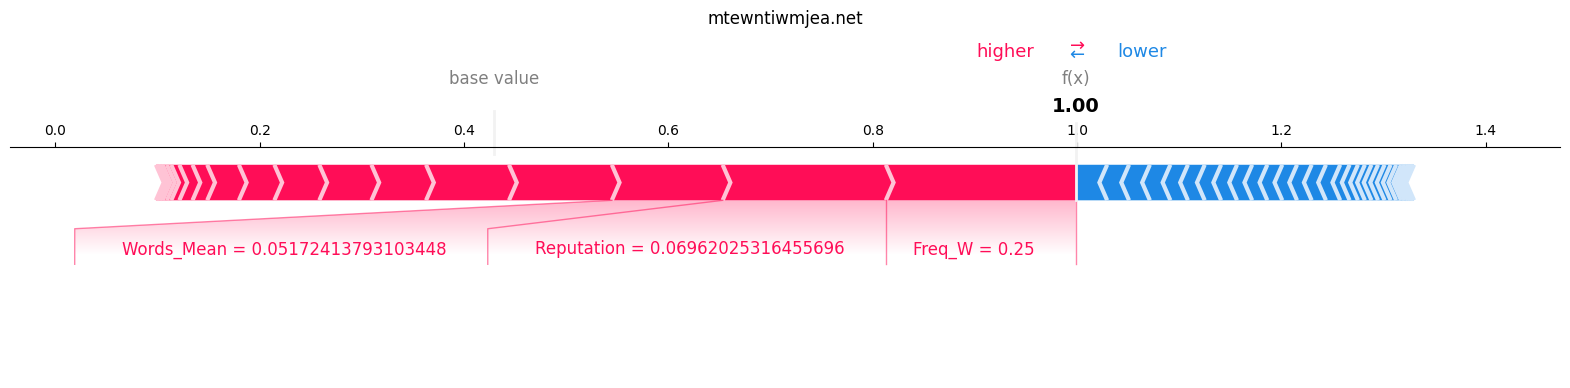 mtewntiwmjea.net
higher → lower
←
base value f(x)
1.00
0.0 0.2 0.4 0.6 0.8 1.0 1.2 1.4
Words_Mean = 0.05172413793103448 Reputation = 0.06962025316455696 Freq_W = 0.25